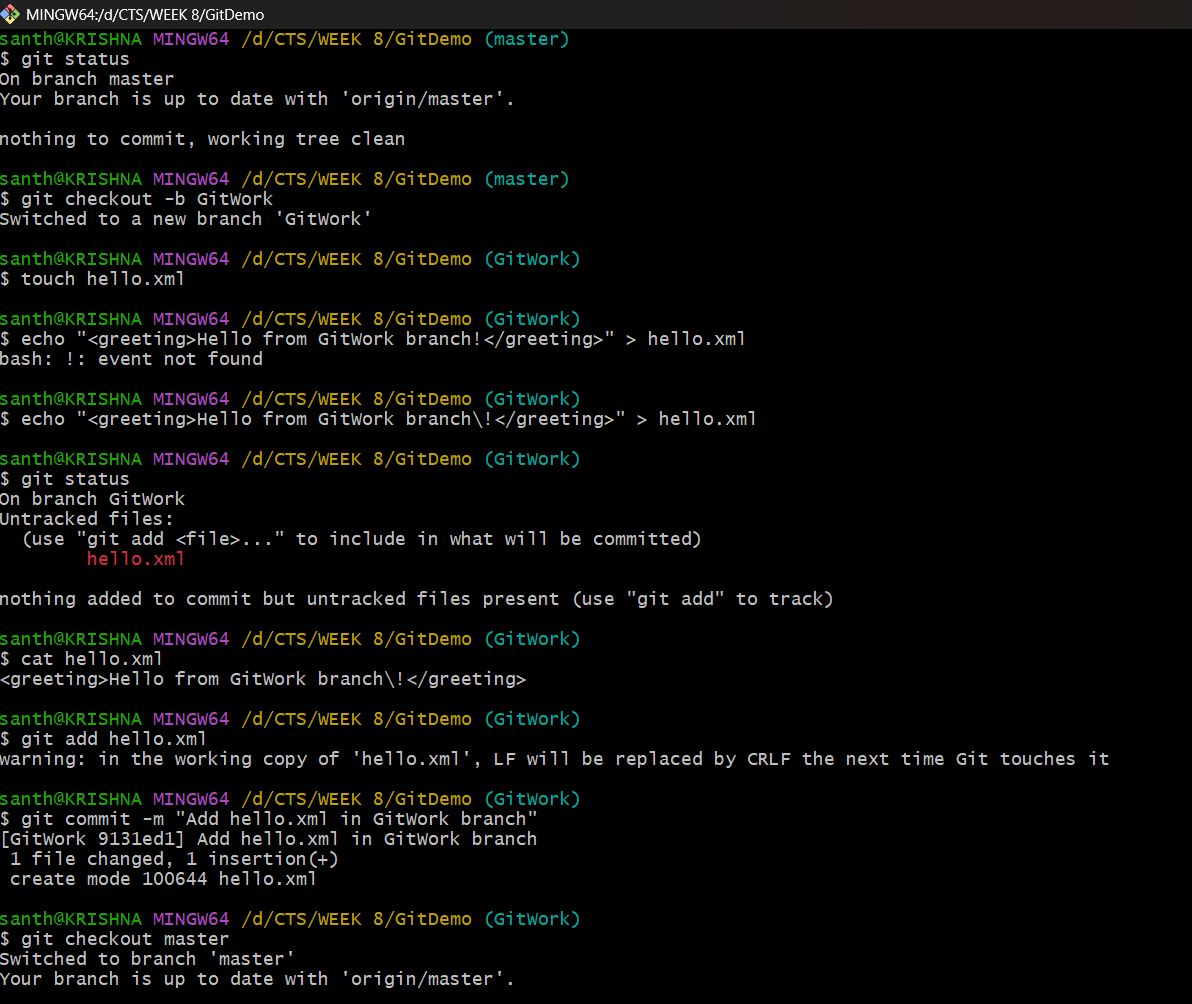 MINGW64:/d/CTS/WEEK 8/GitDemo
santh@KRISHNA MINGW64 /d/CTS/WEEK 8/GitDemo (master)
$ git status
On branch master
Your branch is up to date with 'origin/master'.
nothing to commit, working tree clean
santh@KRISHNA MINGW64 /d/CTS/WEEK 8/GitDemo (master)
$ git checkout -b GitWork
Switched to a new branch 'GitWork'
santh@KRISHNA MINGW64 /d/CTS/WEEK 8/GitDemo (GitWork)
$ touch hello.xml
santh@KRISHNA MINGW64 /d/CTS/WEEK 8/GitDemo (GitWork)
$ echo "<greeting>Hello from GitWork branch!</greeting>" > hello.xml
bash: !: event not found
santh@KRISHNA MINGW64 /d/CTS/WEEK 8/GitDemo (GitWork)
$ echo "<greeting>Hello from GitWork branch\!</greeting>" > hello.xml
santh@KRISHNA MINGW64 /d/CTS/WEEK 8/GitDemo (GitWork)
$ git status
On branch GitWork
Untracked files:
  (use "git add <file>..." to include in what will be committed)
        hello.xml
nothing added to commit but untracked files present (use "git add" to track)
santh@KRISHNA MINGW64 /d/CTS/WEEK 8/GitDemo (GitWork)
$ cat hello.xml
<greeting>Hello from GitWork branch\!</greeting>
santh@KRISHNA MINGW64 /d/CTS/WEEK 8/GitDemo (GitWork)
$ git add hello.xml
warning: in the working copy of 'hello.xml', LF will be replaced by CRLF the next time Git touches it
santh@KRISHNA MINGW64 /d/CTS/WEEK 8/GitDemo (GitWork)
$ git commit -m "Add hello.xml in GitWork branch"
[GitWork 9131ed1] Add hello.xml in GitWork branch
 1 file changed, 1 insertion(+)
 create mode 100644 hello.xml
santh@KRISHNA MINGW64 /d/CTS/WEEK 8/GitDemo (GitWork)
$ git checkout master
Switched to branch 'master'
Your branch is up to date with 'origin/master'.